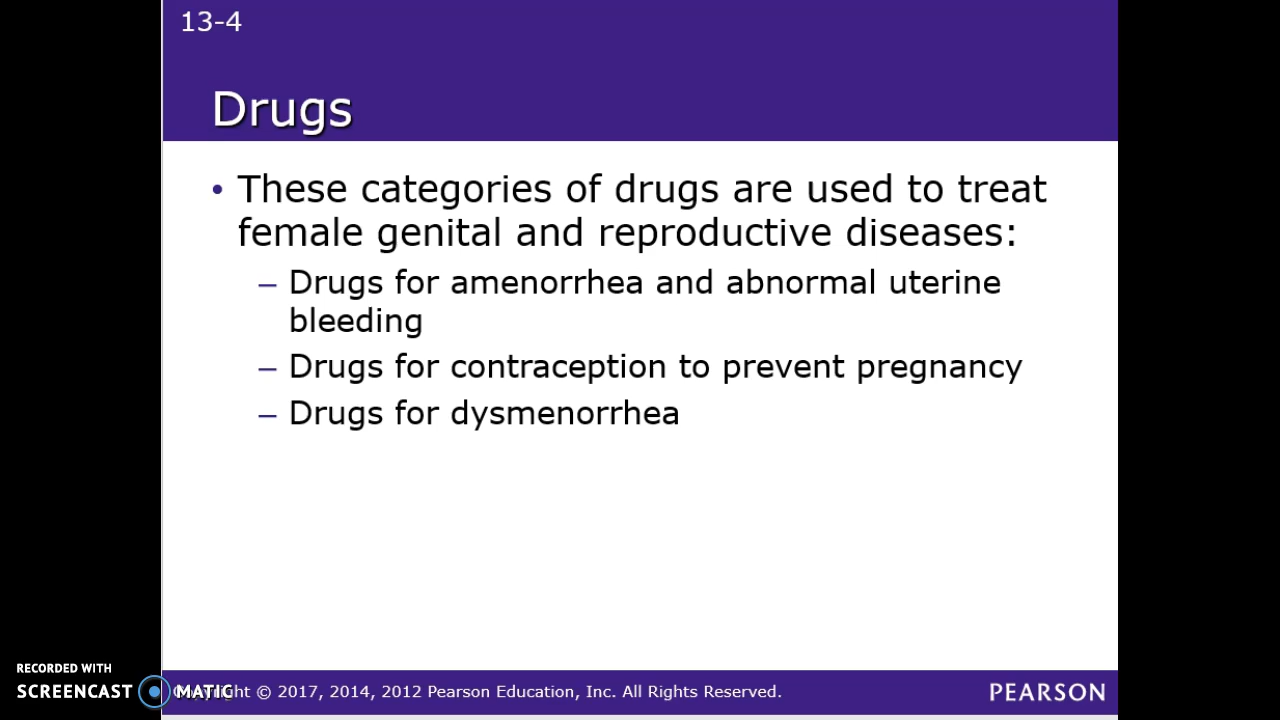 13-4
Drugs
• These categories of drugs are used to treat
female genital and reproductive diseases:
– Drugs for amenorrhea and abnormal uterine
bleeding
– Drugs for contraception to prevent pregnancy
– Drugs for dysmenorrhea
RECORDED WITH
SCREENCAST MATIC
Copyright © 2017, 2014, 2012 Pearson Education, Inc. All Rights Reserved.
PEARSON